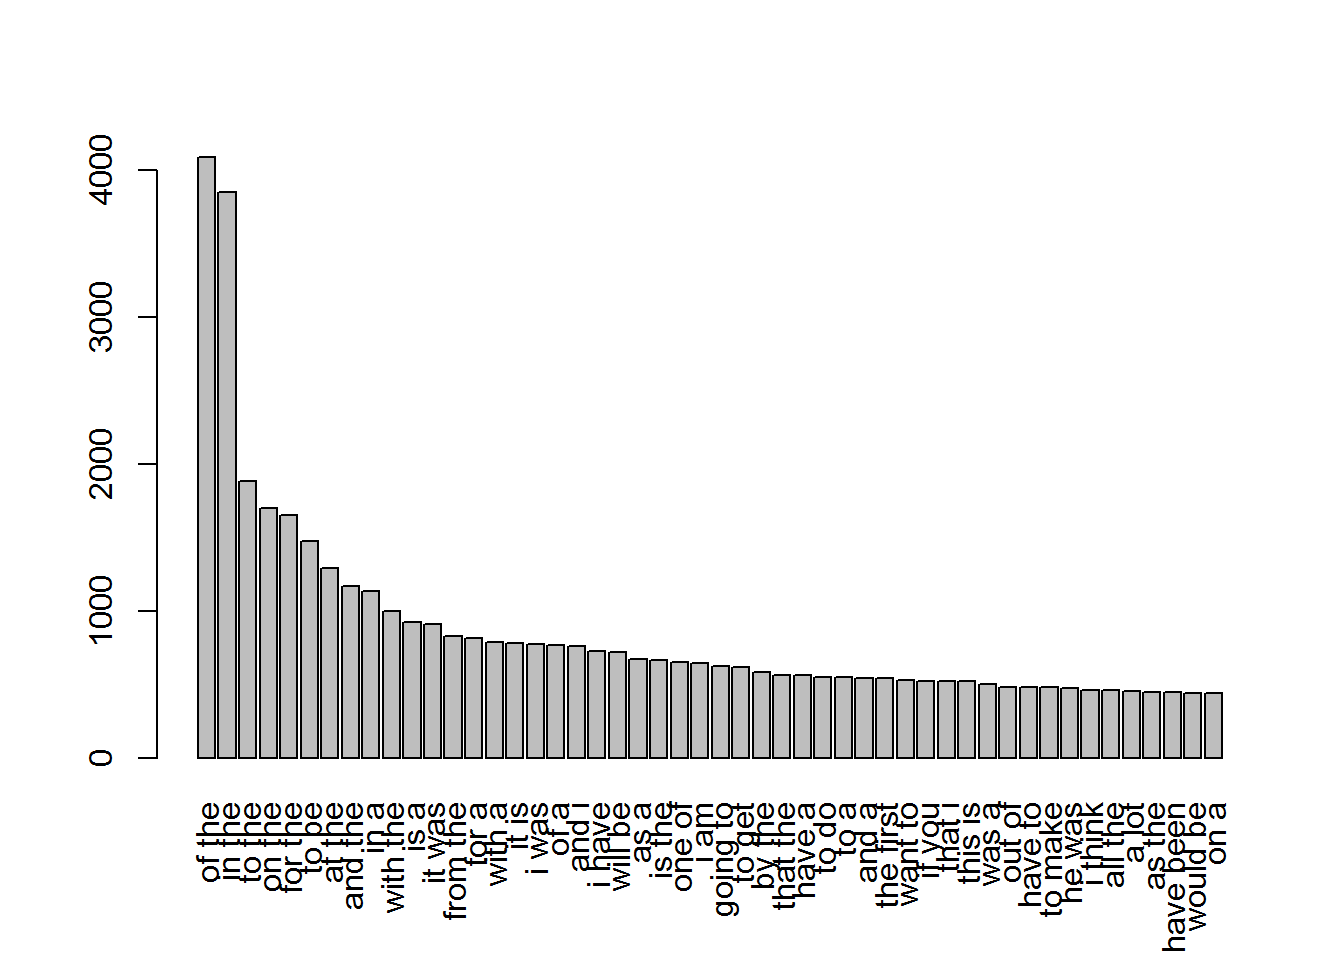 4000
3000
2000
1000
0
of the
in the
to the
on the
for the
to be
at the
and the
in a
with the
is a
it was
from the
for a
with a
it is
i was
of a
and i
i have
will be
as a
is the
one of
i am
going to
to get
by the
that the
have a
to do
to a
and a
the first
want to
if you
that i
this is
was a
out of
have to
to make
he was
i think
all the
a lot
as the
have been
would be
on a